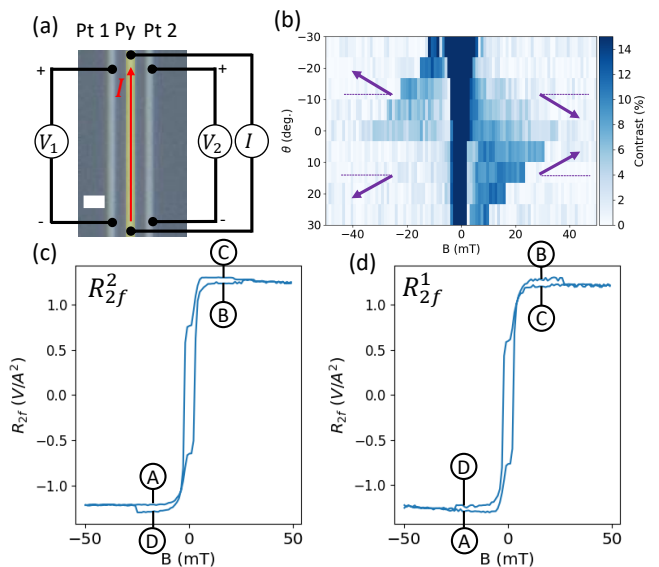 (a)
Pt 1 Py Pt 2
+ +
I
V₁ V₂ I
- -
(b)
−30
−20
−10
0
10
20
30
θ (deg.)
−40 −20 0 20 40
B (mT)
14
12
10
8
6
4
2
0
Contrast (%)
(c)
R²₂f
C
B
A
D
1.0
0.5
0.0
−0.5
−1.0
R₂f (V/A²)
−50 0 50
B (mT)
(d)
R¹₂f
B
C
D
A
1.0
0.5
0.0
−0.5
−1.0
R₂f (V/A²)
−50 0 50
B (mT)